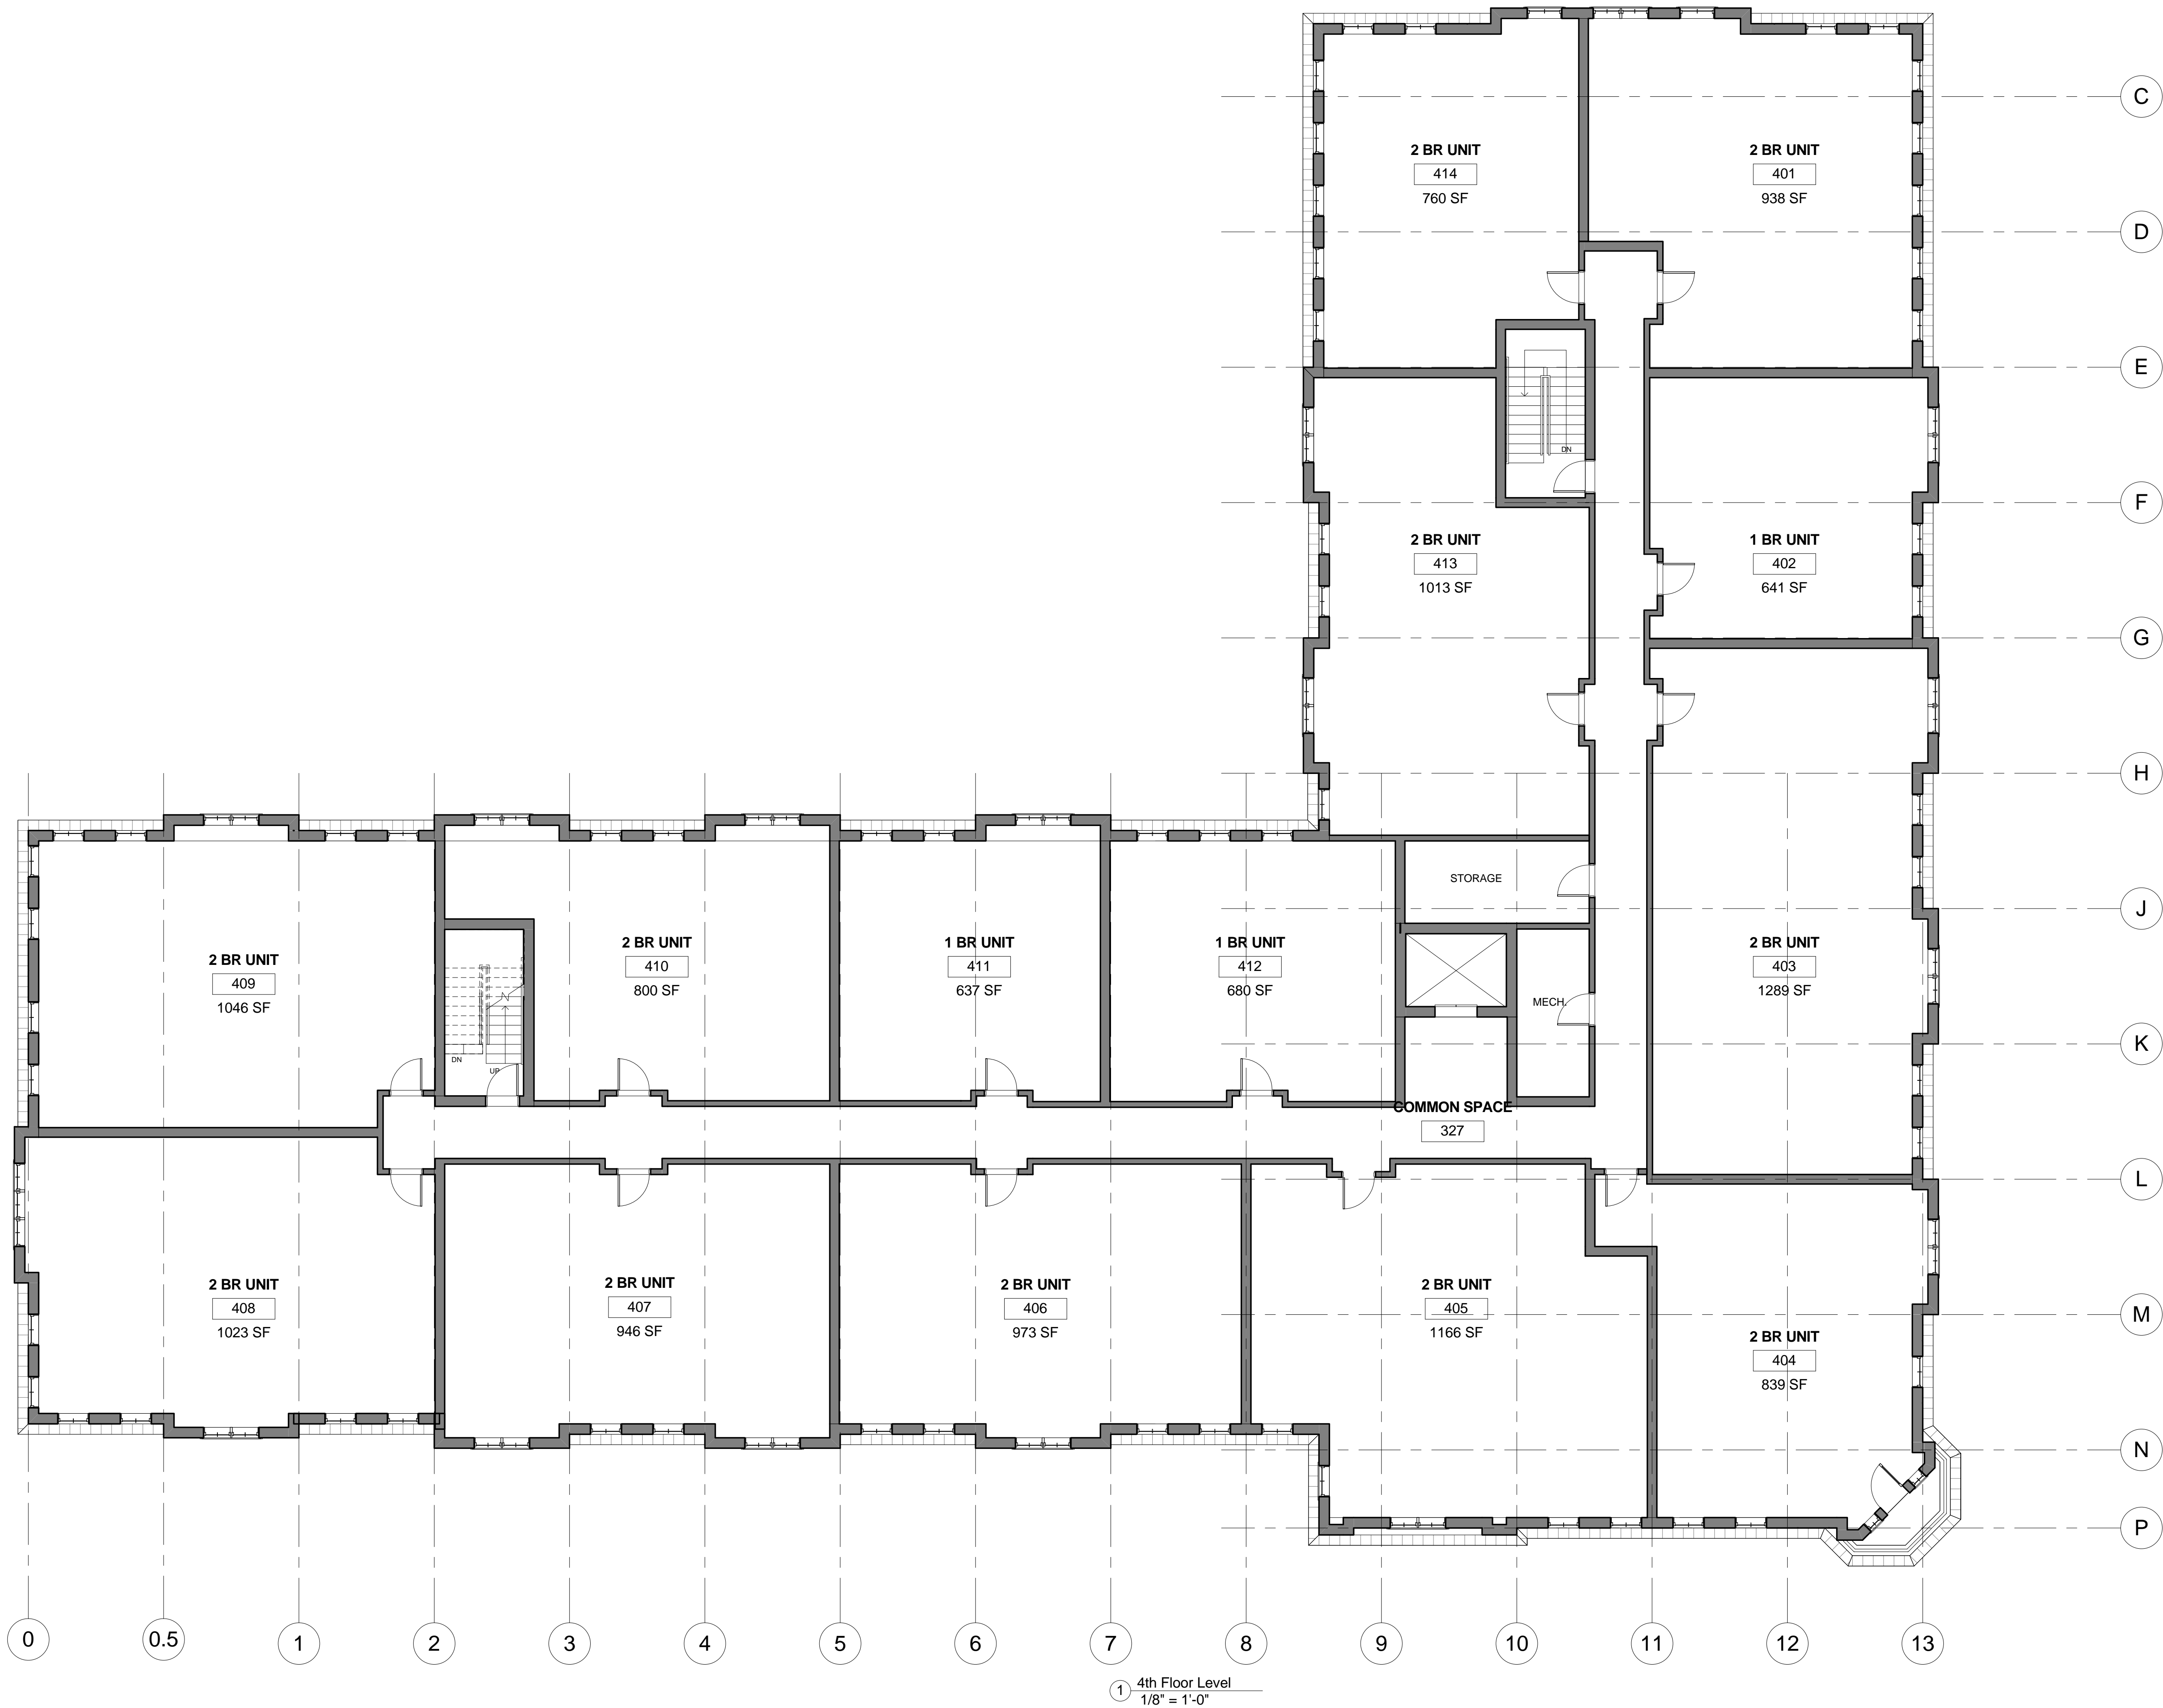 C
2 BR UNIT
414
760 SF
2 BR UNIT
401
938 SF
D
E
DN
F
2 BR UNIT
413
1013 SF
1 BR UNIT
402
641 SF
G
H
STORAGE
J
2 BR UNIT
409
1046 SF
2 BR UNIT
410
800 SF
1 BR UNIT
411
637 SF
1 BR UNIT
412
680 SF
2 BR UNIT
403
1289 SF
MECH.
K
DN
UP
COMMON SPACE
327
L
2 BR UNIT
408
1023 SF
2 BR UNIT
407
946 SF
2 BR UNIT
406
973 SF
2 BR UNIT
405
1166 SF
M
2 BR UNIT
404
839 SF
N
P
0 0.5 1 2 3 4 5 6 7 8 9 10 11 12 13
1 4th Floor Level
1/8" = 1'-0"